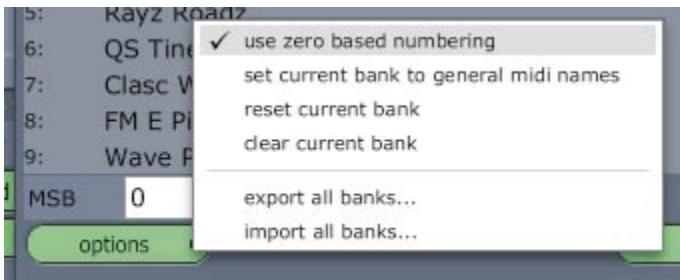 5: Rayz Roadz
6: QS Tine
7: Clasc W
8: FM E Pi
9: Wave P
MSB 0
options
✓ use zero based numbering
set current bank to general midi names
reset current bank
clear current bank
export all banks...
import all banks...